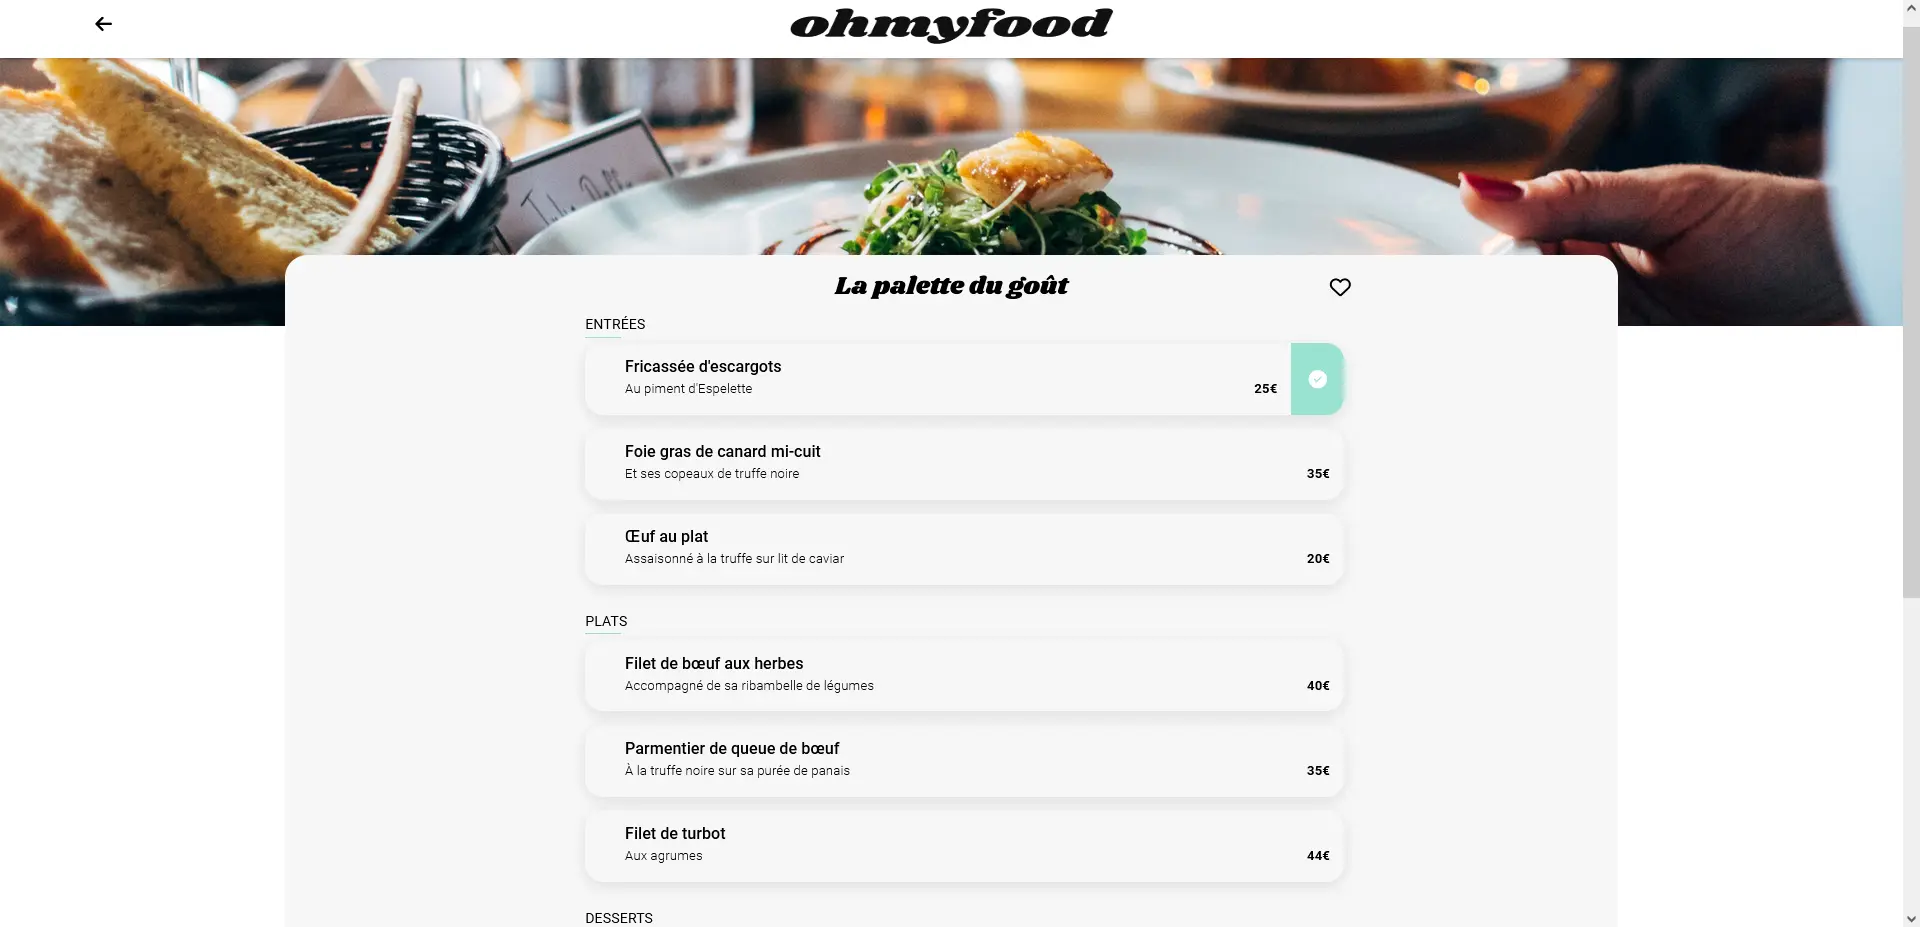 ohmyfood
La palette du goût
ENTRÉES
Fricassée d'escargots
Au piment d'Espelette
25€
Foie gras de canard mi-cuit
Et ses copeaux de truffe noire
35€
Œuf au plat
Assaisonné à la truffe sur lit de caviar
20€
PLATS
Filet de bœuf aux herbes
Accompagné de sa ribambelle de légumes
40€
Parmentier de queue de bœuf
À la truffe noire sur sa purée de panais
35€
Filet de turbot
Aux agrumes
44€
DESSERTS